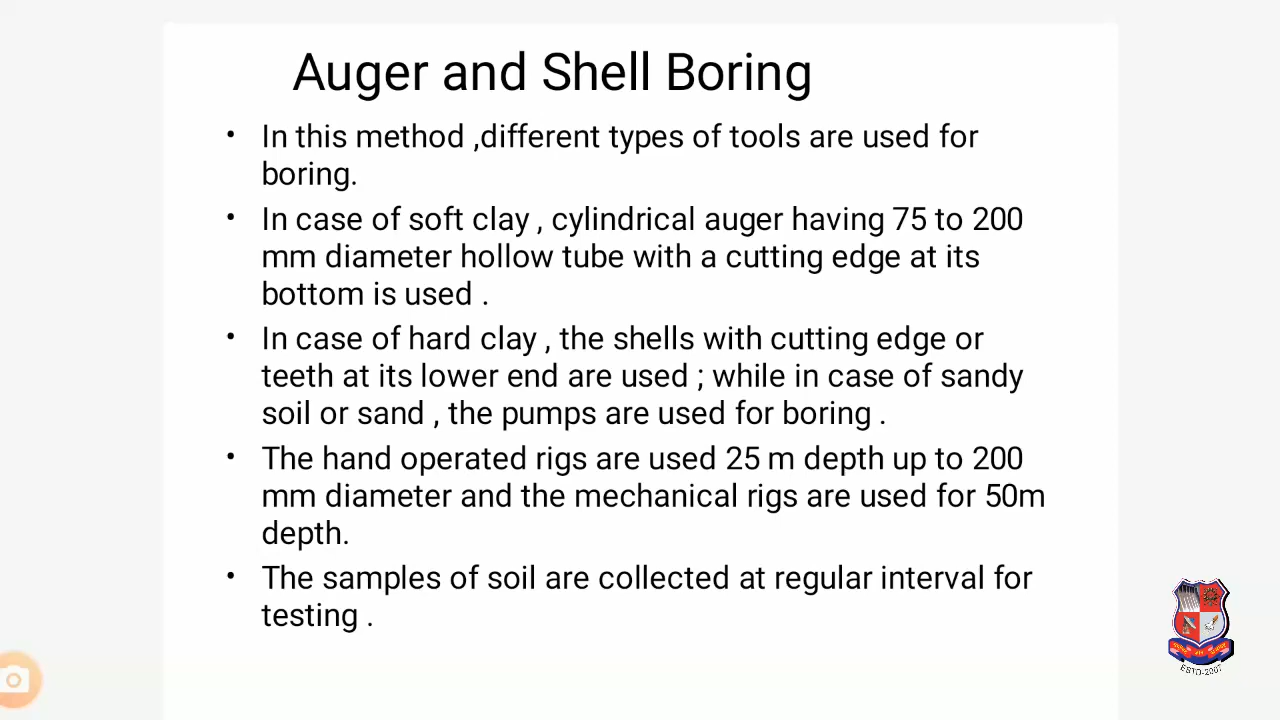 Auger and Shell Boring
• In this method ,different types of tools are used for
boring.
• In case of soft clay , cylindrical auger having 75 to 200
mm diameter hollow tube with a cutting edge at its
bottom is used .
• In case of hard clay , the shells with cutting edge or
teeth at its lower end are used ; while in case of sandy
soil or sand , the pumps are used for boring .
• The hand operated rigs are used 25 m depth up to 200
mm diameter and the mechanical rigs are used for 50m
depth.
• The samples of soil are collected at regular interval for
testing .
ESTD-2007